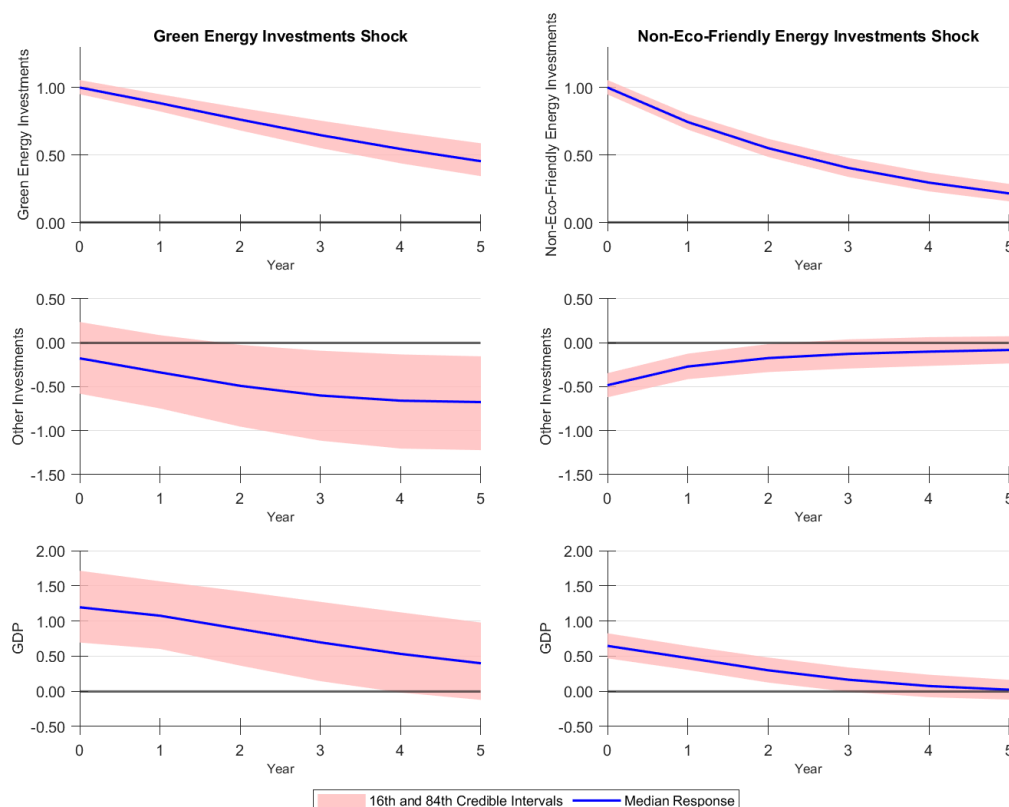 Green Energy Investments Shock
Green Energy Investments
1.00
0.50
0.00
0 1 2 3 4 5
Year
Non-Eco-Friendly Energy Investments Shock
Non-Eco-Friendly Energy Investments
1.00
0.50
0.00
0 1 2 3 4 5
Year
Other Investments
0.50
0.00
-0.50
-1.00
-1.50
0 1 2 3 4 5
Year
Other Investments
0.50
0.00
-0.50
-1.00
-1.50
0 1 2 3 4 5
Year
GDP
2.00
1.50
1.00
0.50
0.00
-0.50
0 1 2 3 4 5
Year
GDP
2.00
1.50
1.00
0.50
0.00
-0.50
0 1 2 3 4 5
Year
16th and 84th Credible Intervals Median Response